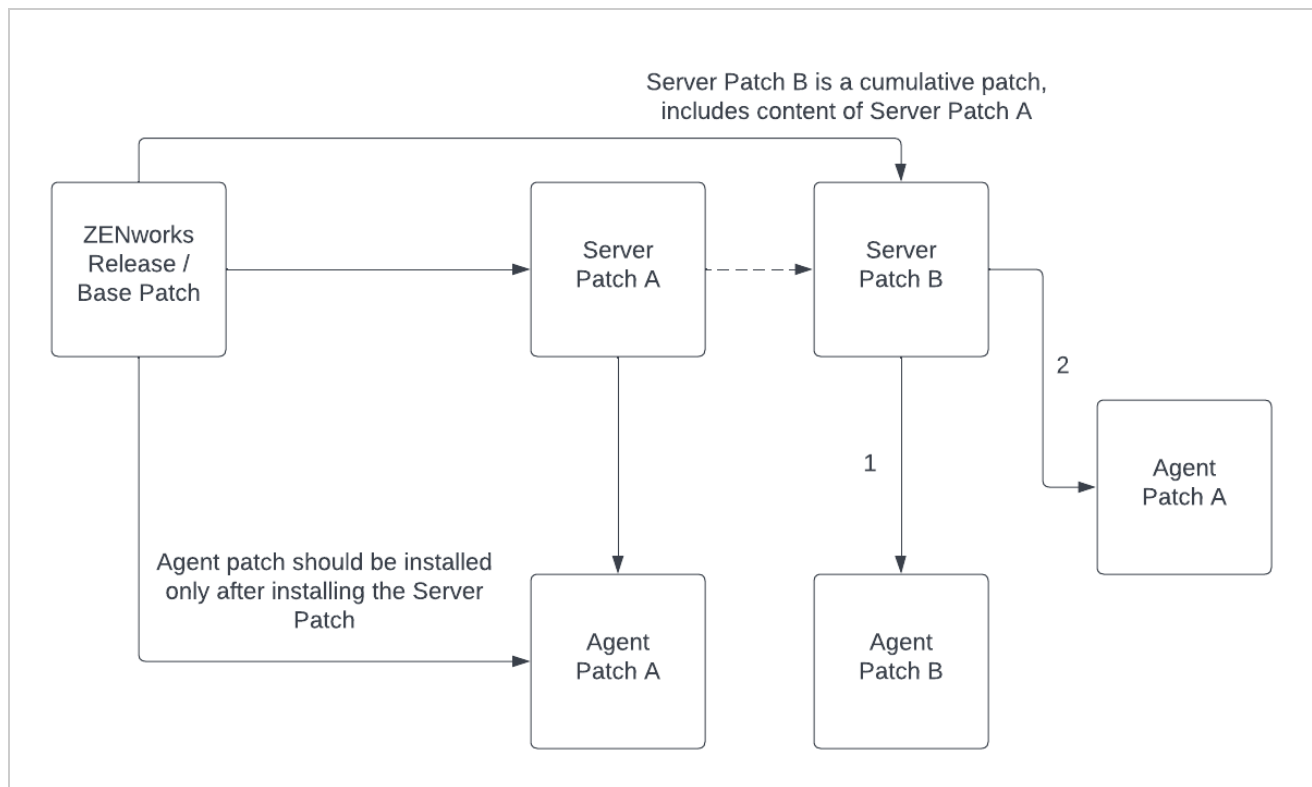 Server Patch B is a cumulative patch,
includes content of Server Patch A
ZENworks
Release /
Base Patch
Server
Patch A
Server
Patch B
2
1
Agent
Patch A
Agent patch should be installed
only after installing the Server
Patch
Agent
Patch A
Agent
Patch B